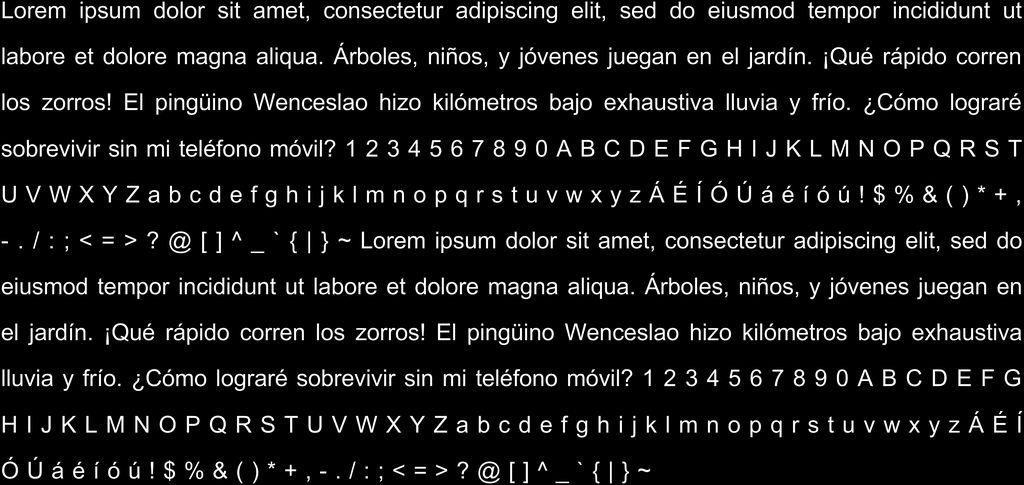 Lorem ipsum dolor sit amet, consectetur adipiscing elit, sed do eiusmod tempor incididunt ut
labore et dolore magna aliqua. Árboles, niños, y jóvenes juegan en el jardín. ¡Qué rápido corren
los zorros! El pingüino Wenceslao hizo kilómetros bajo exhaustiva lluvia y frío. ¿Cómo lograré
sobrevivir sin mi teléfono móvil? 1 2 3 4 5 6 7 8 9 0 A B C D E F G H I J K L M N O P Q R S T
U V W X Y Z a b c d e f g h i j k l m n o p q r s t u v w x y z Á É Í Ó Ú á é í ó ú ! $ % & ( ) * + ,
- . / : ; < = > ? @ [ ] ^ _ ` { | } ~ Lorem ipsum dolor sit amet, consectetur adipiscing elit, sed do
eiusmod tempor incididunt ut labore et dolore magna aliqua. Árboles, niños, y jóvenes juegan en
el jardín. ¡Qué rápido corren los zorros! El pingüino Wenceslao hizo kilómetros bajo exhaustiva
lluvia y frío. ¿Cómo lograré sobrevivir sin mi teléfono móvil? 1 2 3 4 5 6 7 8 9 0 A B C D E F G
H I J K L M N O P Q R S T U V W X Y Z a b c d e f g h i j k l m n o p q r s t u v w x y z Á É Í
Ó Ú á é í ó ú ! $ % & ( ) * + , - . / : ; < = > ? @ [ ] ^ _ ` { | } ~